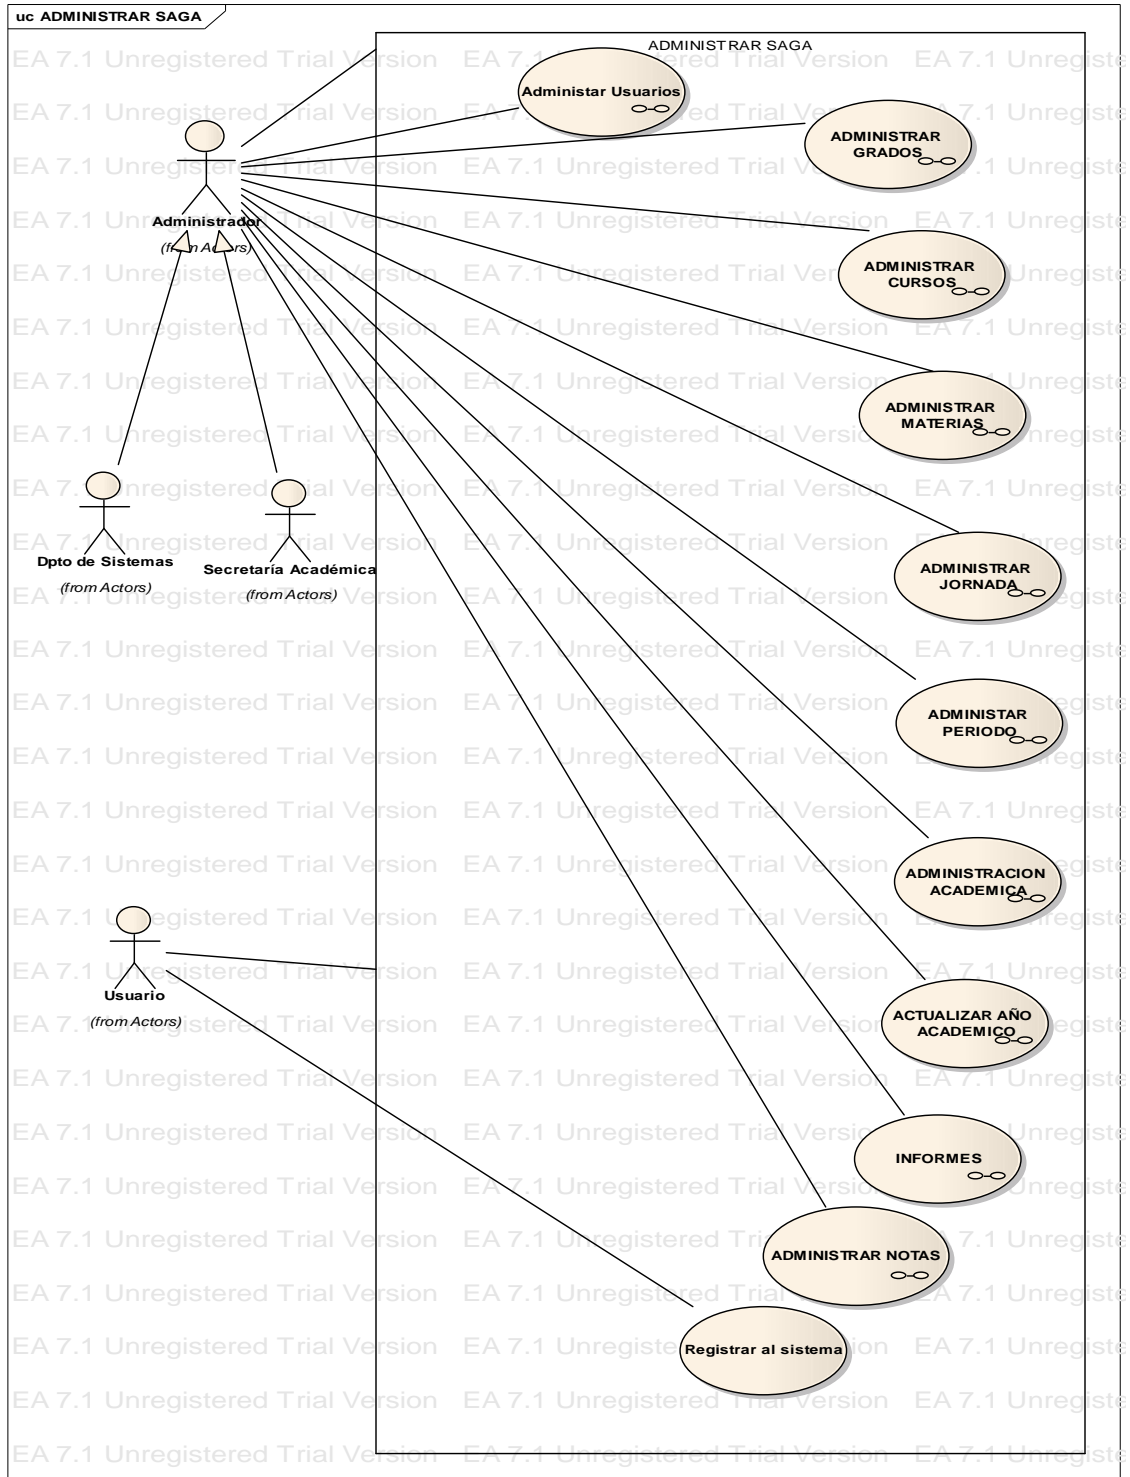 uc ADMINISTRAR SAGA
ADMINISTRAR SAGA
Administar Usuarios
ADMINISTRAR
GRADOS
Administrador
(from Actors)
ADMINISTRAR
CURSOS
ADMINISTRAR
MATERIAS
Dpto de Sistemas
(from Actors)
Secretaría Académica
(from Actors)
ADMINISTRAR
JORNADA
ADMINISTAR
PERIODO
ADMINISTRACION
ACADEMICA
Usuario
(from Actors)
ACTUALIZAR AÑO
ACADEMICO
INFORMES
ADMINISTRAR NOTAS
Registrar al sistema
EA 7.1 Unregistered Trial Version